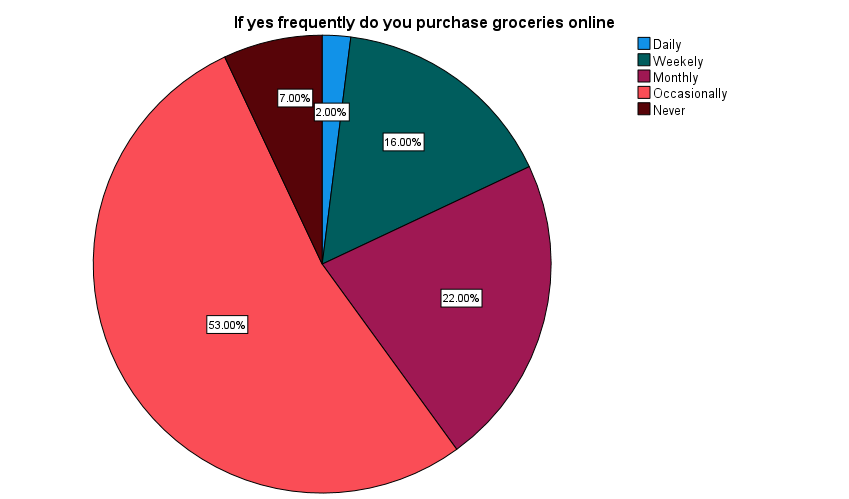 If yes frequently do you purchase groceries online
Daily
Weekely
Monthly
Occasionally
Never
7.00%
2.00%
16.00%
22.00%
53.00%